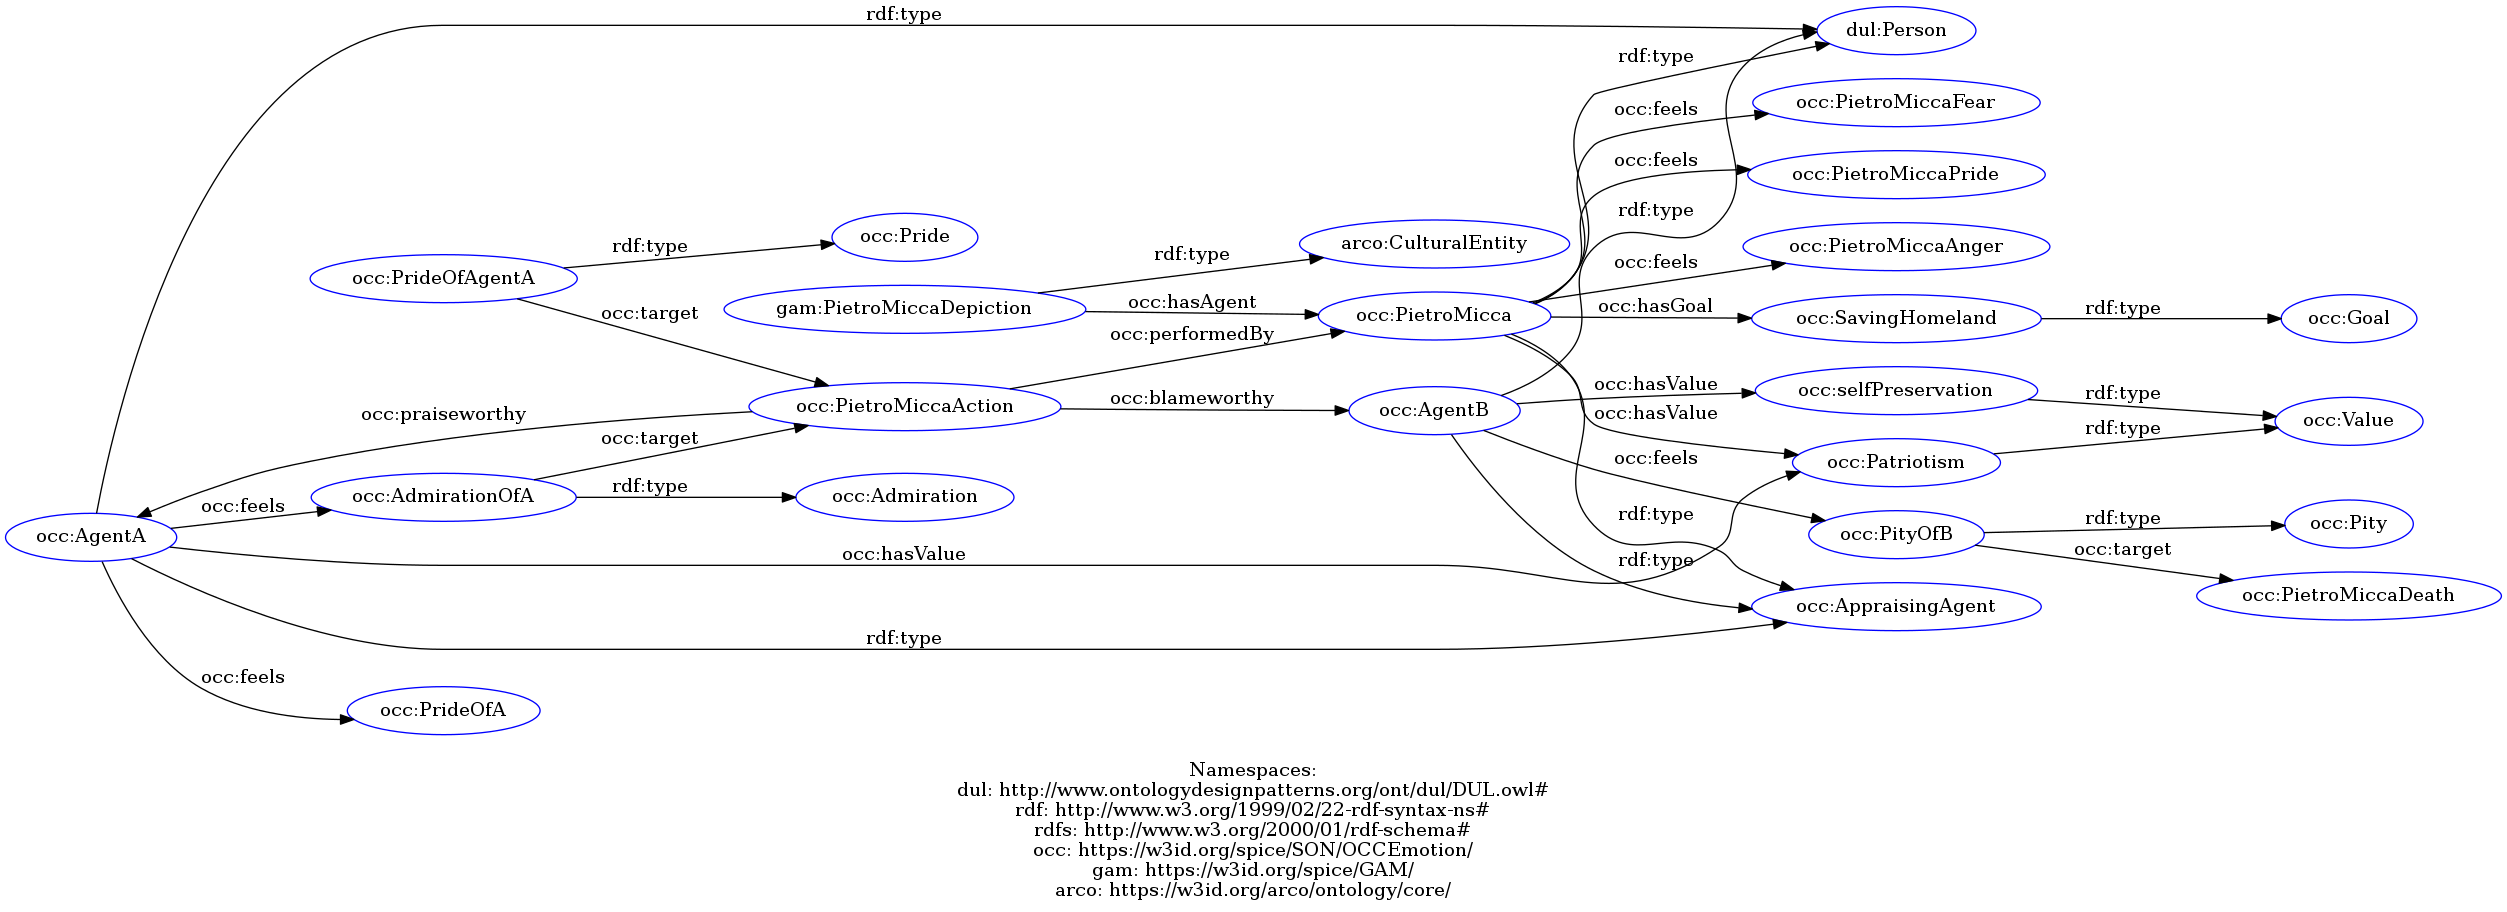 rdf:type
dul:Person
rdf:type
occ:feels
occ:PietroMiccaFear
occ:feels
occ:PietroMiccaPride
rdf:type
occ:Pride
rdf:type
arco:CulturalEntity
occ:PietroMiccaAnger
rdf:type
occ:feels
occ:PrideOfAgentA
gam:PietroMiccaDepiction
occ:hasAgent
occ:PietroMicca
occ:hasGoal
occ:SavingHomeland
rdf:type
occ:Goal
occ:target
occ:performedBy
occ:hasValue
occ:selfPreservation
rdf:type
occ:praiseworthy
occ:PietroMiccaAction
occ:blameworthy
occ:AgentB
occ:hasValue
occ:Value
occ:target
rdf:type
occ:feels
occ:Patriotism
rdf:type
occ:AdmirationOfA
occ:Admiration
occ:feels
rdf:type
rdf:type
occ:Pity
occ:AgentA
occ:PityOfB
occ:target
occ:hasValue
rdf:type
occ:PietroMiccaDeath
occ:AppraisingAgent
rdf:type
occ:feels
occ:PrideOfA
Namespaces:
dul: http://www.ontologydesignpatterns.org/ont/dul/DUL.owl#
rdf: http://www.w3.org/1999/02/22-rdf-syntax-ns#
rdfs: http://www.w3.org/2000/01/rdf-schema#
occ: https://w3id.org/spice/SON/OCCEmotion/
gam: https://w3id.org/spice/GAM/
arco: https://w3id.org/arco/ontology/core/